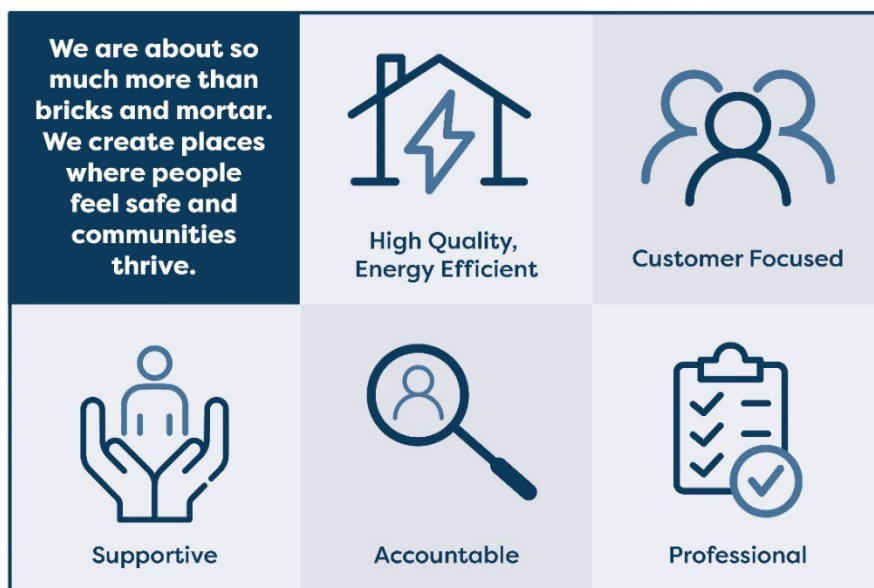 We are about so
much more than
bricks and mortar.
We create places
where people
feel safe and
communities
thrive.
High Quality,
Energy Efficient
Customer Focused
Supportive
Accountable
Professional